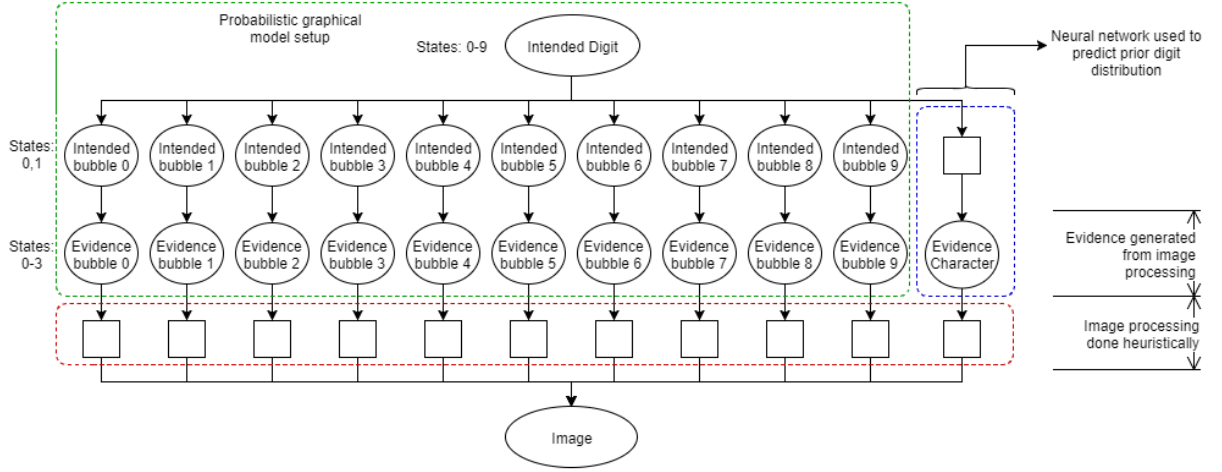 Probabilistic graphical
model setup
States: 0-9
Intended Digit
Neural network used to
predict prior digit
distribution
States:
0,1
Intended
bubble 0
Intended
bubble 1
Intended
bubble 2
Intended
bubble 3
Intended
bubble 4
Intended
bubble 5
Intended
bubble 6
Intended
bubble 7
Intended
bubble 8
Intended
bubble 9
States:
0-3
Evidence
bubble 0
Evidence
bubble 1
Evidence
bubble 2
Evidence
bubble 3
Evidence
bubble 4
Evidence
bubble 5
Evidence
bubble 6
Evidence
bubble 7
Evidence
bubble 8
Evidence
bubble 9
Evidence
Character
Evidence generated
from image
processing
Image processing
done heuristically
Image